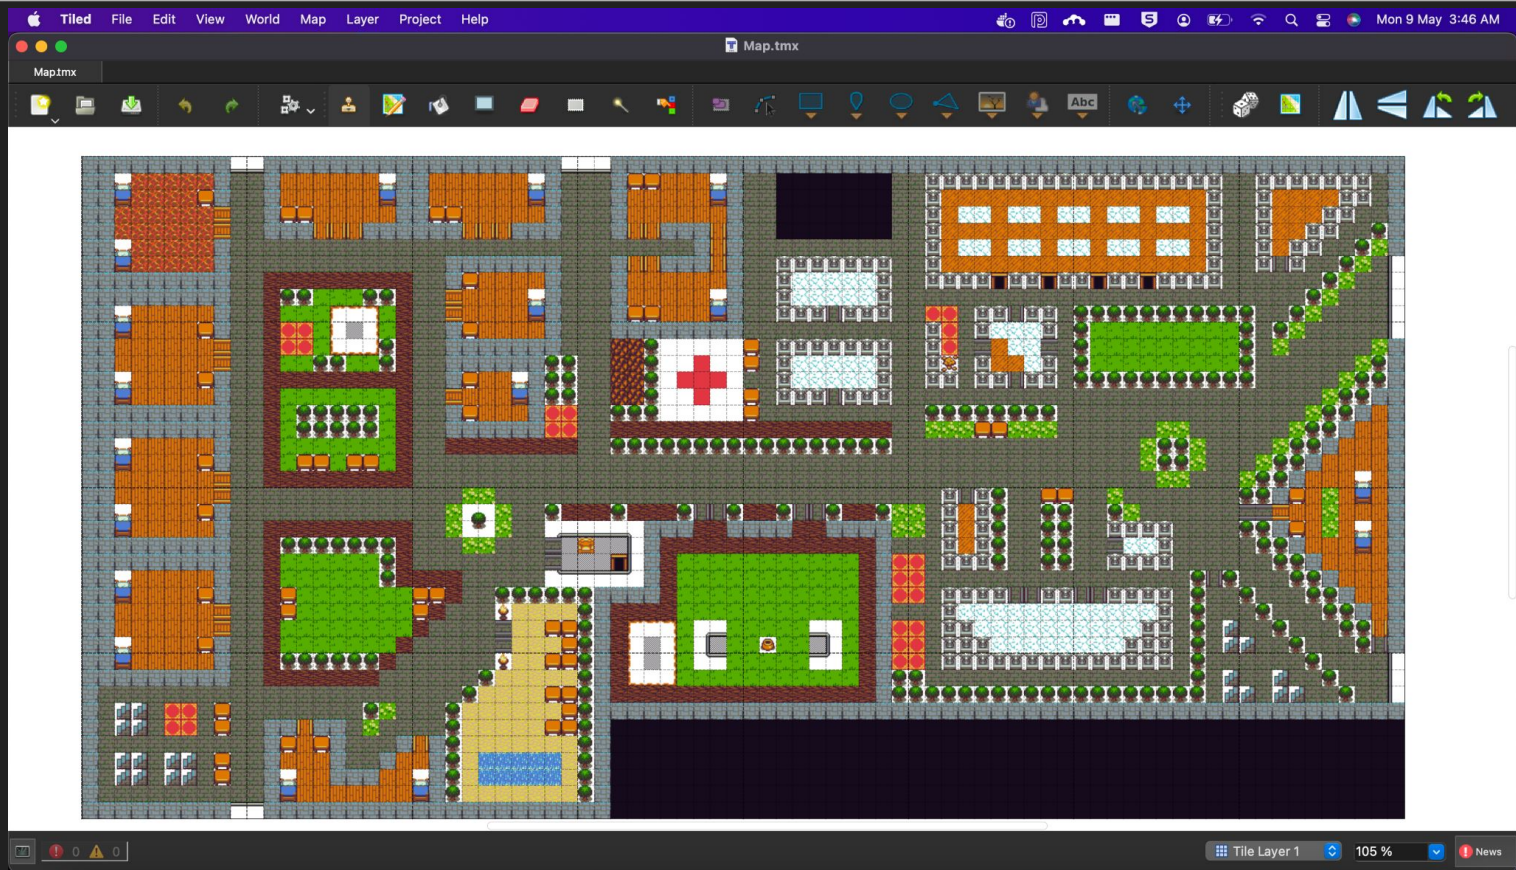 Tiled File Edit View World Map Layer Project Help Mon 9 May 3:46 AM
Map.tmx
Map.tmx
Abc
0 0 Tile Layer 1 105 % News